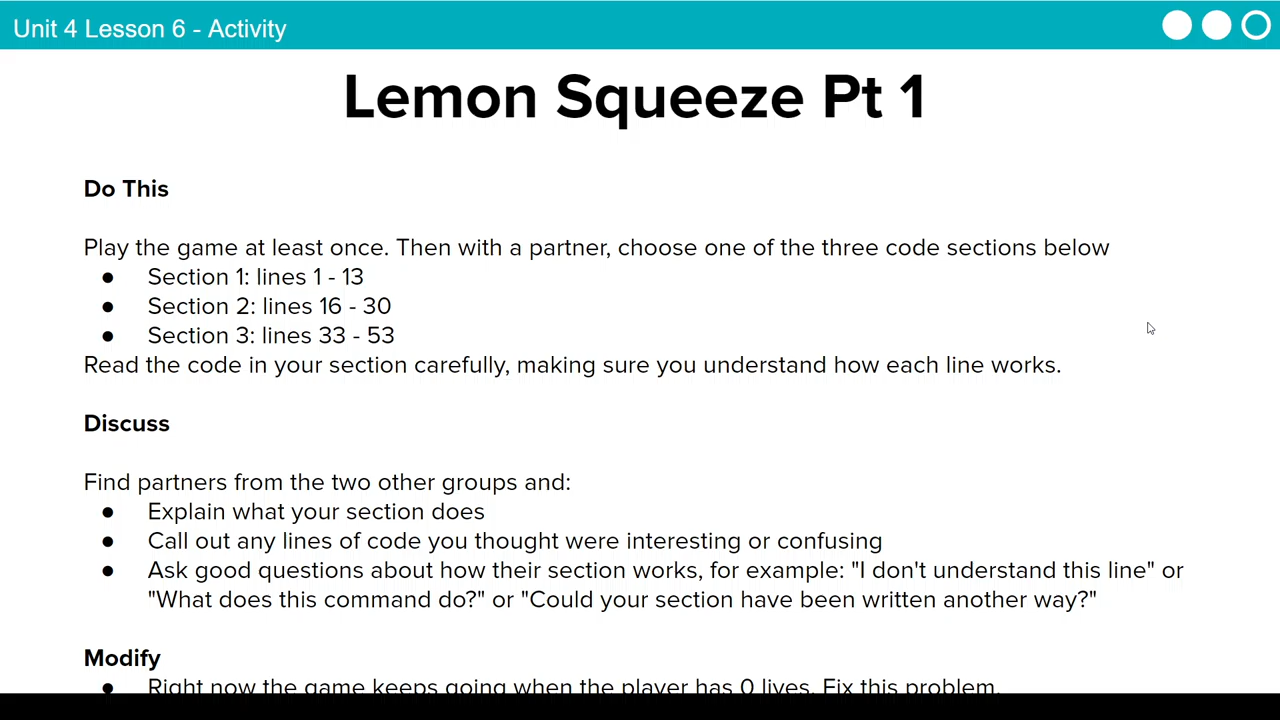 Unit 4 Lesson 6 - Activity
Lemon Squeeze Pt 1
Do This
Play the game at least once. Then with a partner, choose one of the three code sections below
● Section 1: lines 1 - 13
● Section 2: lines 16 - 30
● Section 3: lines 33 - 53
Read the code in your section carefully, making sure you understand how each line works.
Discuss
Find partners from the two other groups and:
● Explain what your section does
● Call out any lines of code you thought were interesting or confusing
● Ask good questions about how their section works, for example: "I don't understand this line" or
"What does this command do?" or "Could your section have been written another way?"
Modify
● Right now the game keeps going when the player has 0 lives. Fix this problem.